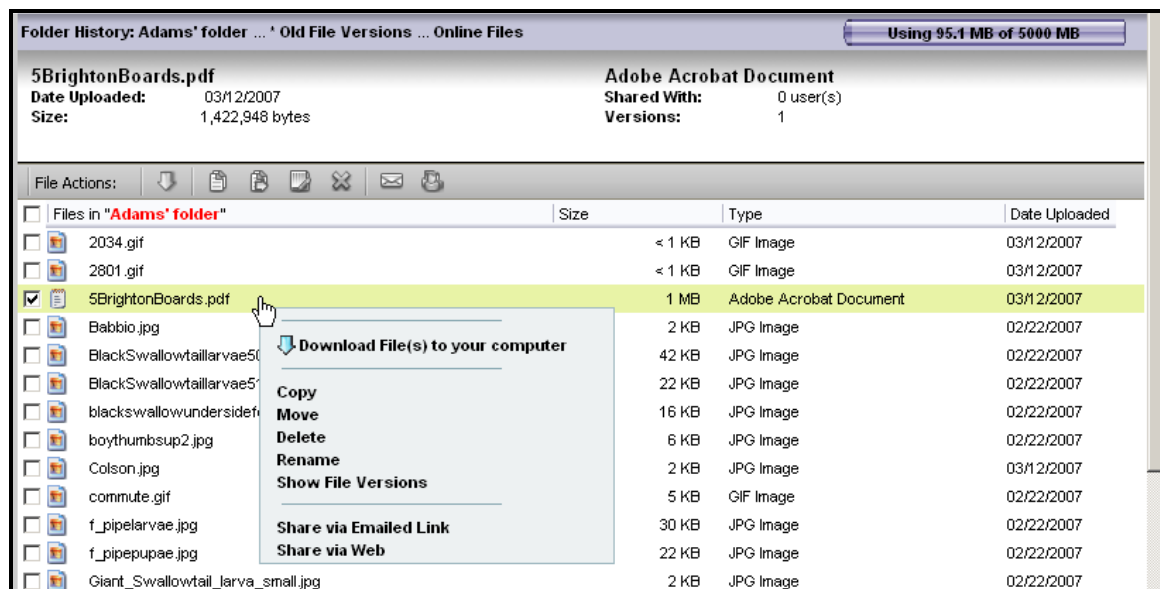 Folder History: Adams' folder ... * Old File Versions ... Online Files Using 95.1 MB of 5000 MB
5BrightonBoards.pdf Adobe Acrobat Document
Date Uploaded: 03/12/2007 Shared With: 0 user(s)
Size: 1,422,948 bytes Versions: 1
File Actions:
Files in "Adams' folder" Size Type Date Uploaded
2034.gif < 1 KB GIF Image 03/12/2007
2801.gif < 1 KB GIF Image 03/12/2007
5BrightonBoards.pdf 1 MB Adobe Acrobat Document 03/12/2007
Babbio.jpg 2 KB JPG Image 02/22/2007
Download File(s) to your computer
BlackSwallowtaillarvae50 42 KB JPG Image 02/22/2007
BlackSwallowtaillarvae51 22 KB JPG Image 02/22/2007
Copy
blackswallowundersidef 16 KB JPG Image 02/22/2007
Move
boythumbsup2.jpg 6 KB JPG Image 02/22/2007
Delete
Rename
Colson.jpg 2 KB JPG Image 03/12/2007
Show File Versions
commute.gif 5 KB GIF Image 02/22/2007
f_pipelarvae.jpg 30 KB JPG Image 02/22/2007
Share via Emailed Link
f_pipepupae.jpg 22 KB JPG Image 02/22/2007
Share via Web
Giant_Swallowtail_larva_small.jpg 2 KB JPG Image 02/22/2007